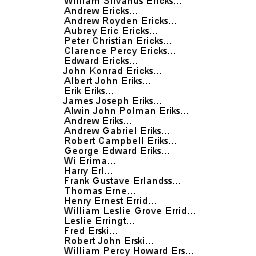 William Silvanus Ericks...
Andrew Ericks...
Andrew Royden Ericks...
Aubrey Eric Ericks...
Peter Christian Ericks...
Clarence Percy Ericks...
Edward Ericks...
John Konrad Ericks...
Albert John Eriks...
Erik Eriks...
James Joseph Eriks...
Alwin John Polman Eriks...
Andrew Eriks...
Andrew Gabriel Eriks...
Robert Campbell Eriks...
George Edward Eriks...
Wi Erima...
Harry Erl...
Frank Gustave Erlandss...
Thomas Erne...
Henry Ernest Errid...
William Leslie Grove Errid...
Leslie Erringt...
Fred Erski...
Robert John Erski...
William Percy Howard Ers...